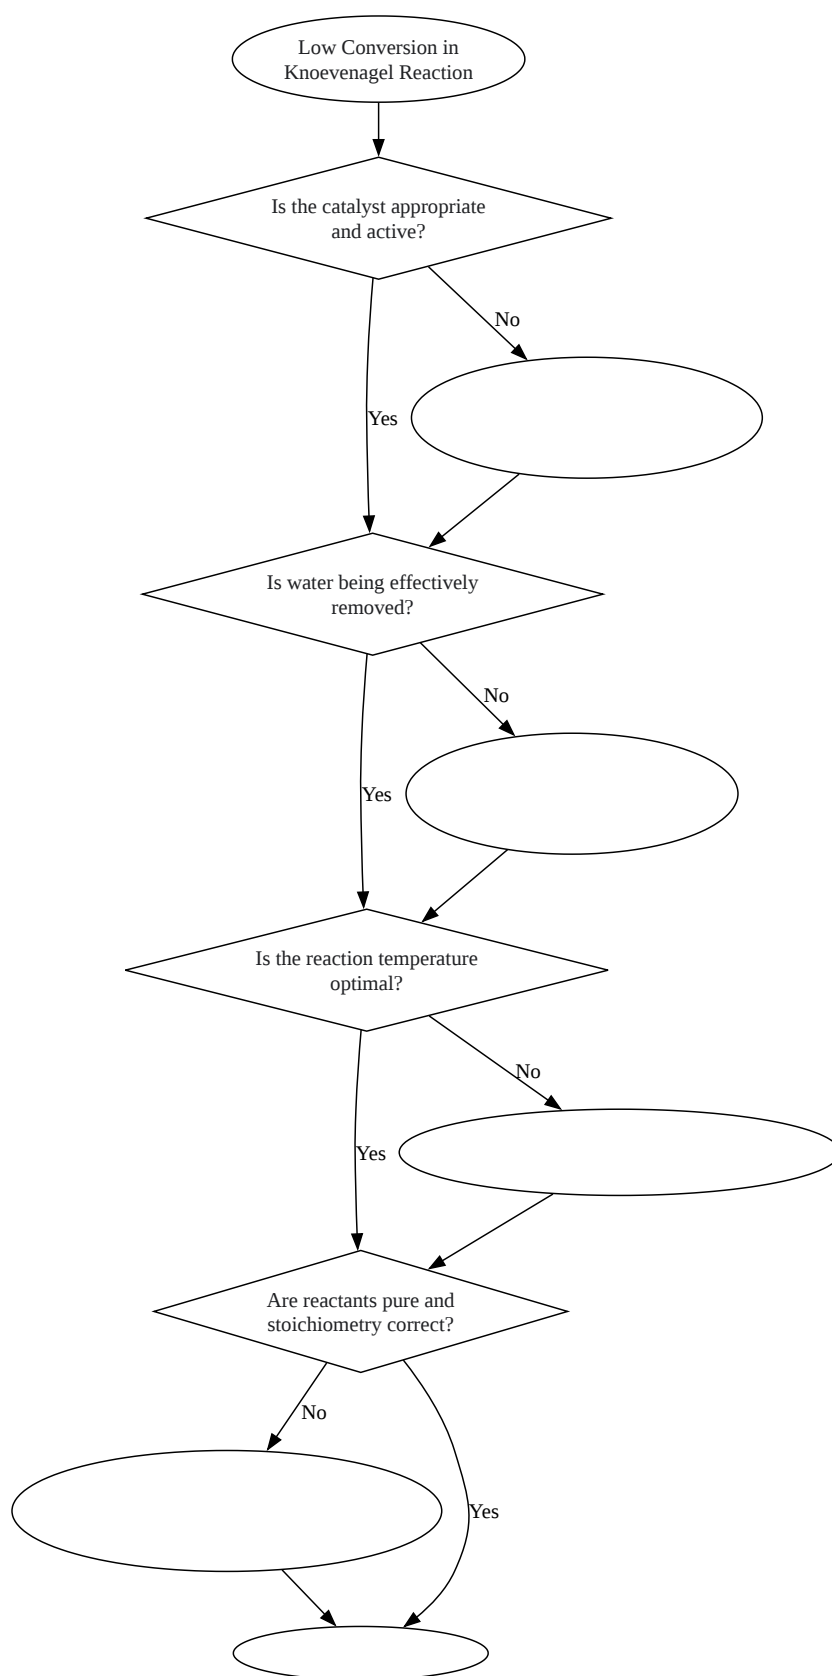 Low Conversion in
Knoevenagel Reaction
Is the catalyst appropriate
and active?
No
Yes
Is water being effectively
removed?
No
Yes
Is the reaction temperature
optimal?
No
Yes
Are reactants pure and
stoichiometry correct?
No
Yes